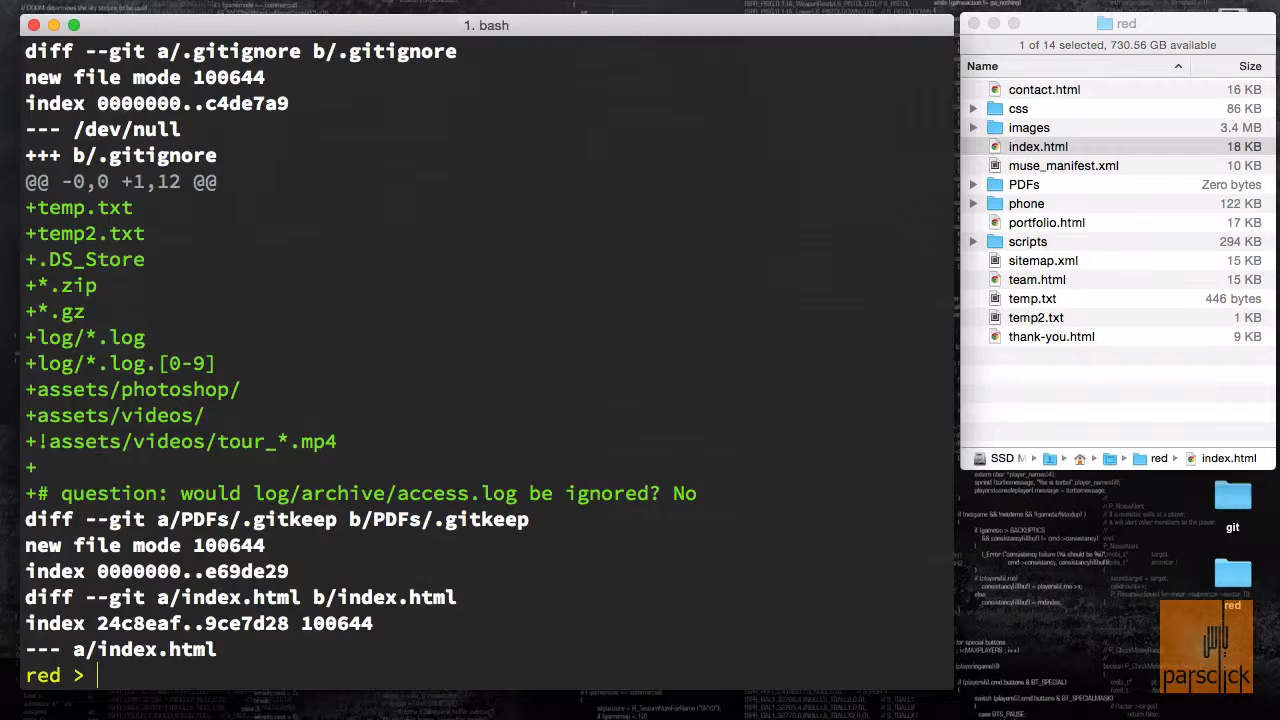 1. bash
diff --git a/.gitignore b/.gitignore
new file mode 100644
index 0000000..c4de7a9
--- /dev/null
+++ b/.gitignore
@@ -0,0 +1,12 @@
+temp.txt
+temp2.txt
+.DS_Store
+*.zip
+*.gz
+log/*.log
+log/*.log.[0-9]
+assets/photoshop/
+assets/videos/
+!assets/videos/tour_*.mp4
+
+# question: would log/archive/access.log be ignored? No
diff --git a/PDFs/.gitkeep b/PDFs/.gitkeep
new file mode 100644
index 0000000..e69de29
diff --git a/index.html b/index.html
index 24c8eaf..9ce7d28 100644
--- a/index.html
red >
red
1 of 14 selected, 730.56 GB available
Name Size
contact.html 16 KB
css 86 KB
images 3.4 MB
index.html 18 KB
muse_manifest.xml 10 KB
PDFs Zero bytes
phone 122 KB
portfolio.html 17 KB
scripts 294 KB
sitemap.xml 15 KB
team.html 15 KB
temp.txt 446 bytes
temp2.txt 1 KB
thank-you.html 9 KB
SSD M red index.html
git
red
پارس
parsclick